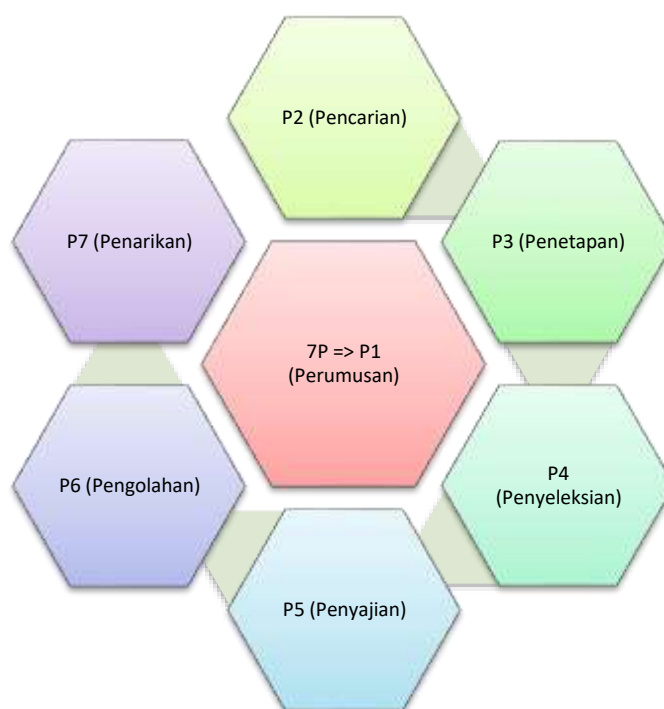 P2 (Pencarian)
P7 (Penarikan)
P3 (Penetapan)
7P => P1
(Perumusan)
P6 (Pengolahan)
P4
(Penyeleksian)
P5 (Penyajian)